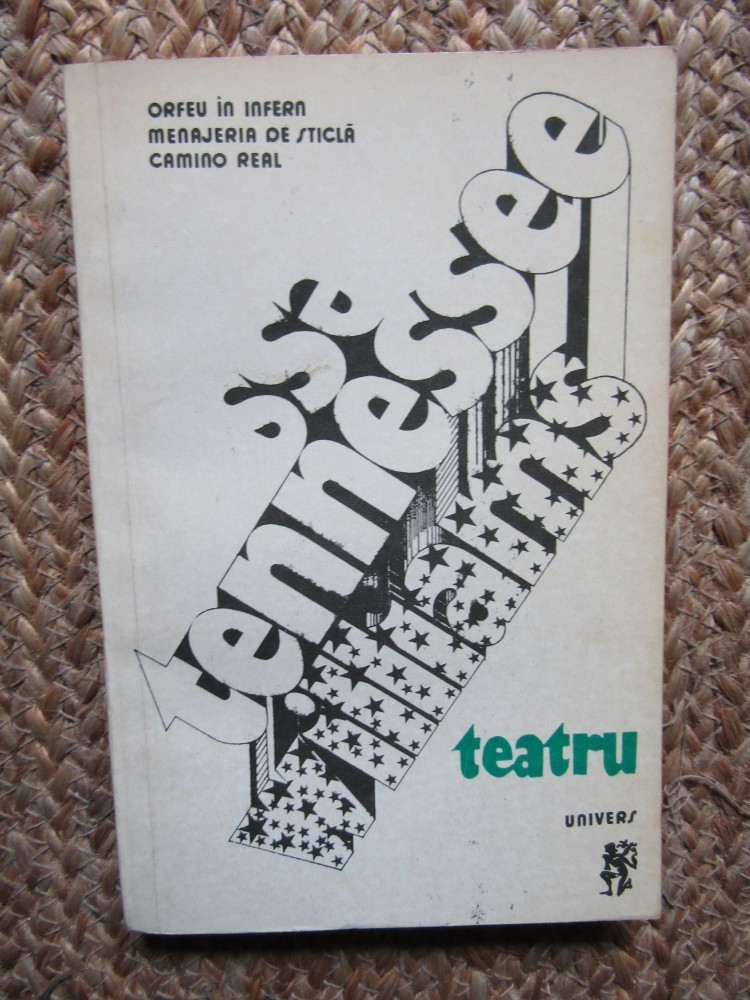 ORFEU ÎN INFERN
MENAJERIA DE STICLĂ
CAMINO REAL
tennessee
williams
teatru
UNIVERS